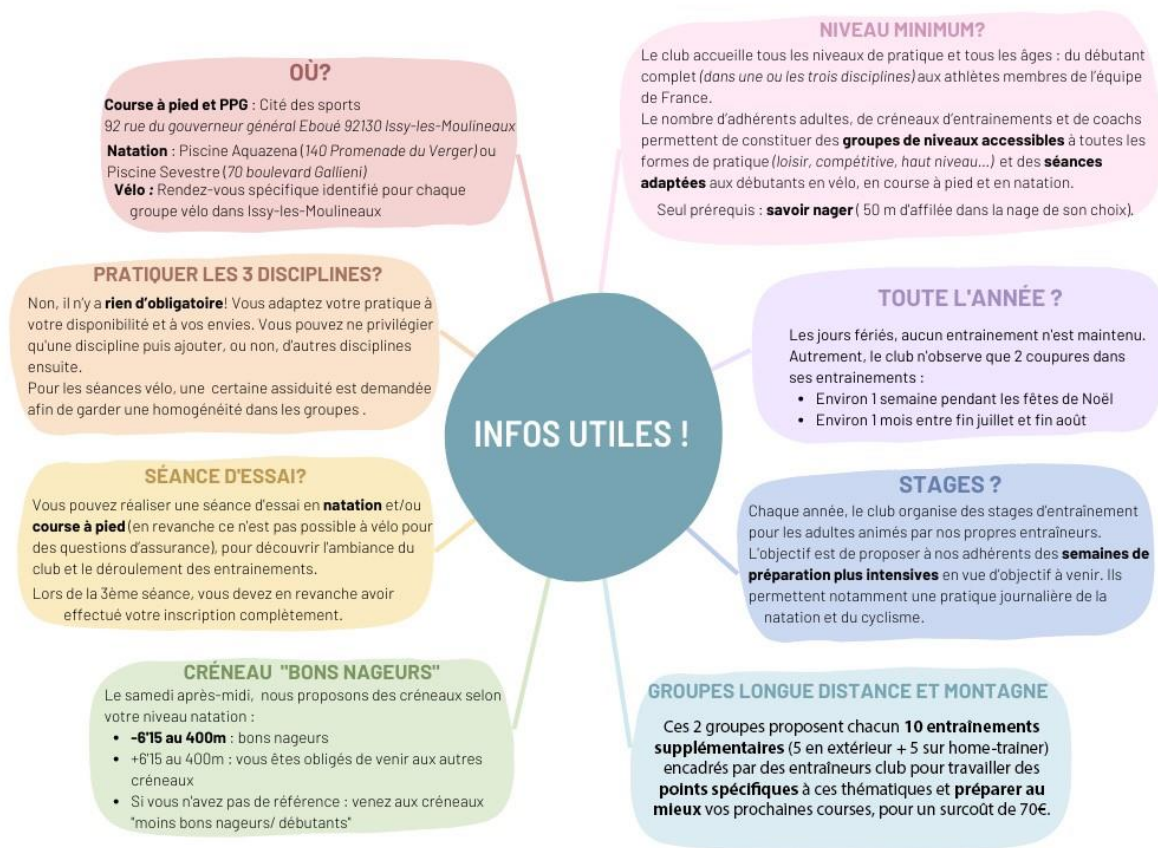 OÙ?
Course à pied et PPG : Cité des sports
92 rue du gouverneur général Eboué 92130 Issy-les-Moulineaux
Natation : Piscine Aquazena (140 Promenade du Verger) ou
Piscine Sevestre (70 boulevard Gallieni)
Vélo : Rendez-vous spécifique identifié pour chaque
groupe vélo dans Issy-les-Moulineaux
NIVEAU MINIMUM?
Le club accueille tous les niveaux de pratique et tous les âges : du débutant
complet (dans une ou les trois disciplines) aux athlètes membres de l'équipe
de France.
Le nombre d'adhérents adultes, de créneaux d'entrainements et de coachs
permettent de constituer des groupes de niveaux accessibles à toutes les
formes de pratique (loisir, compétitive, haut niveau...) et des séances
adaptées aux débutants en vélo, en course à pied et en natation.
Seul prérequis : savoir nager ( 50 m d'affilée dans la nage de son choix).
PRATIQUER LES 3 DISCIPLINES?
Non, il n'y a rien d'obligatoire! Vous adaptez votre pratique à
votre disponibilité et à vos envies. Vous pouvez ne privilégier
qu'une discipline puis ajouter, ou non, d'autres disciplines
ensuite.
Pour les séances vélo, une certaine assiduité est demandée
afin de garder une homogénéité dans les groupes .
TOUTE L'ANNÉE ?
Les jours fériés, aucun entrainement n'est maintenu.
Autrement, le club n'observe que 2 coupures dans
ses entrainements :
• Environ 1 semaine pendant les fêtes de Noël
• Environ 1 mois entre fin juillet et fin août
INFOS UTILES !
SÉANCE D'ESSAI?
Vous pouvez réaliser une séance d'essai en natation et/ou
course à pied (en revanche ce n'est pas possible à vélo pour
des questions d'assurance), pour découvrir l'ambiance du
club et le déroulement des entrainements.
Lors de la 3ème séance, vous devez en revanche avoir
effectué votre inscription complètement.
STAGES ?
Chaque année, le club organise des stages d'entraînement
pour les adultes animés par nos propres entraîneurs.
L'objectif est de proposer à nos adhérents des semaines de
préparation plus intensives en vue d'objectif à venir. Ils
permettent notamment une pratique journalière de la
natation et du cyclisme.
CRÉNEAU "BONS NAGEURS"
Le samedi après-midi, nous proposons des créneaux selon
votre niveau natation :
• -6'15 au 400m : bons nageurs
• +6'15 au 400m : vous êtes obligés de venir aux autres
créneaux
• Si vous n'avez pas de référence : venez aux créneaux
"moins bons nageurs/ débutants"
GROUPES LONGUE DISTANCE ET MONTAGNE
Ces 2 groupes proposent chacun 10 entraînements
supplémentaires (5 en extérieur + 5 sur home-trainer)
encadrés par des entraîneurs club pour travailler des
points spécifiques à ces thématiques et préparer au
mieux vos prochaines courses, pour un surcoût de 70€.